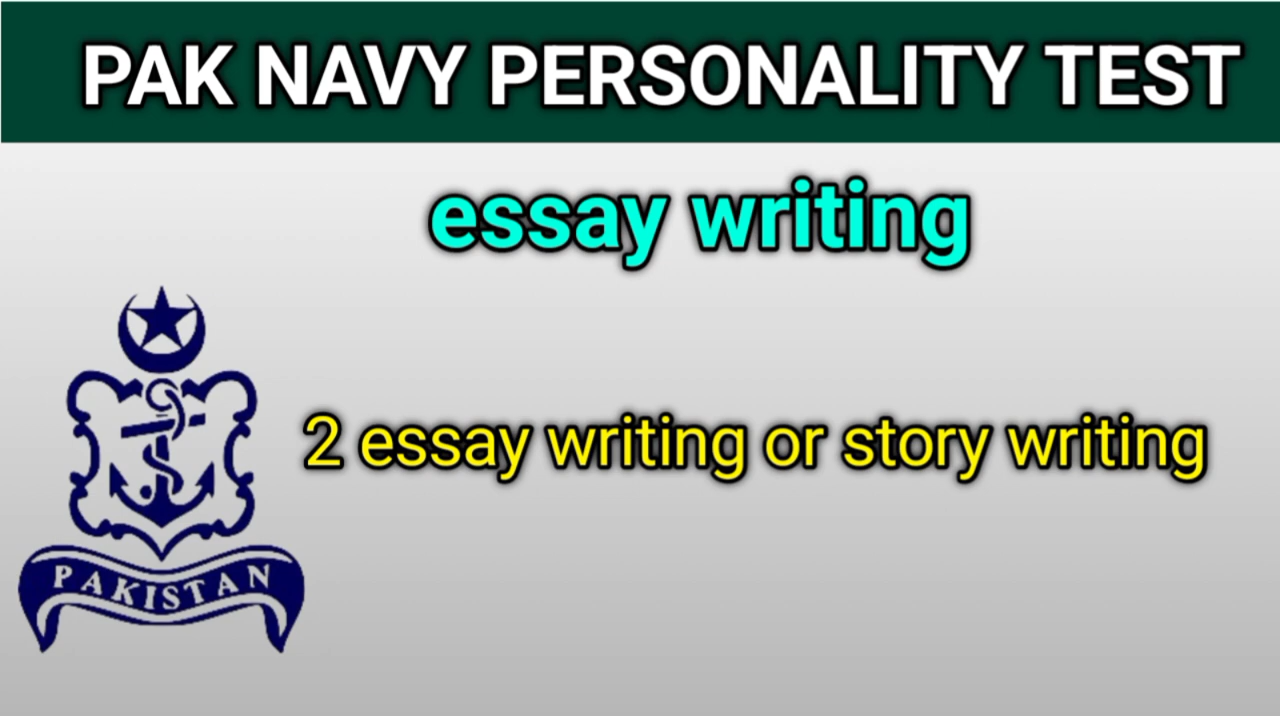 PAK NAVY PERSONALITY TEST
essay writing
2 essay writing or story writing
PAKISTAN